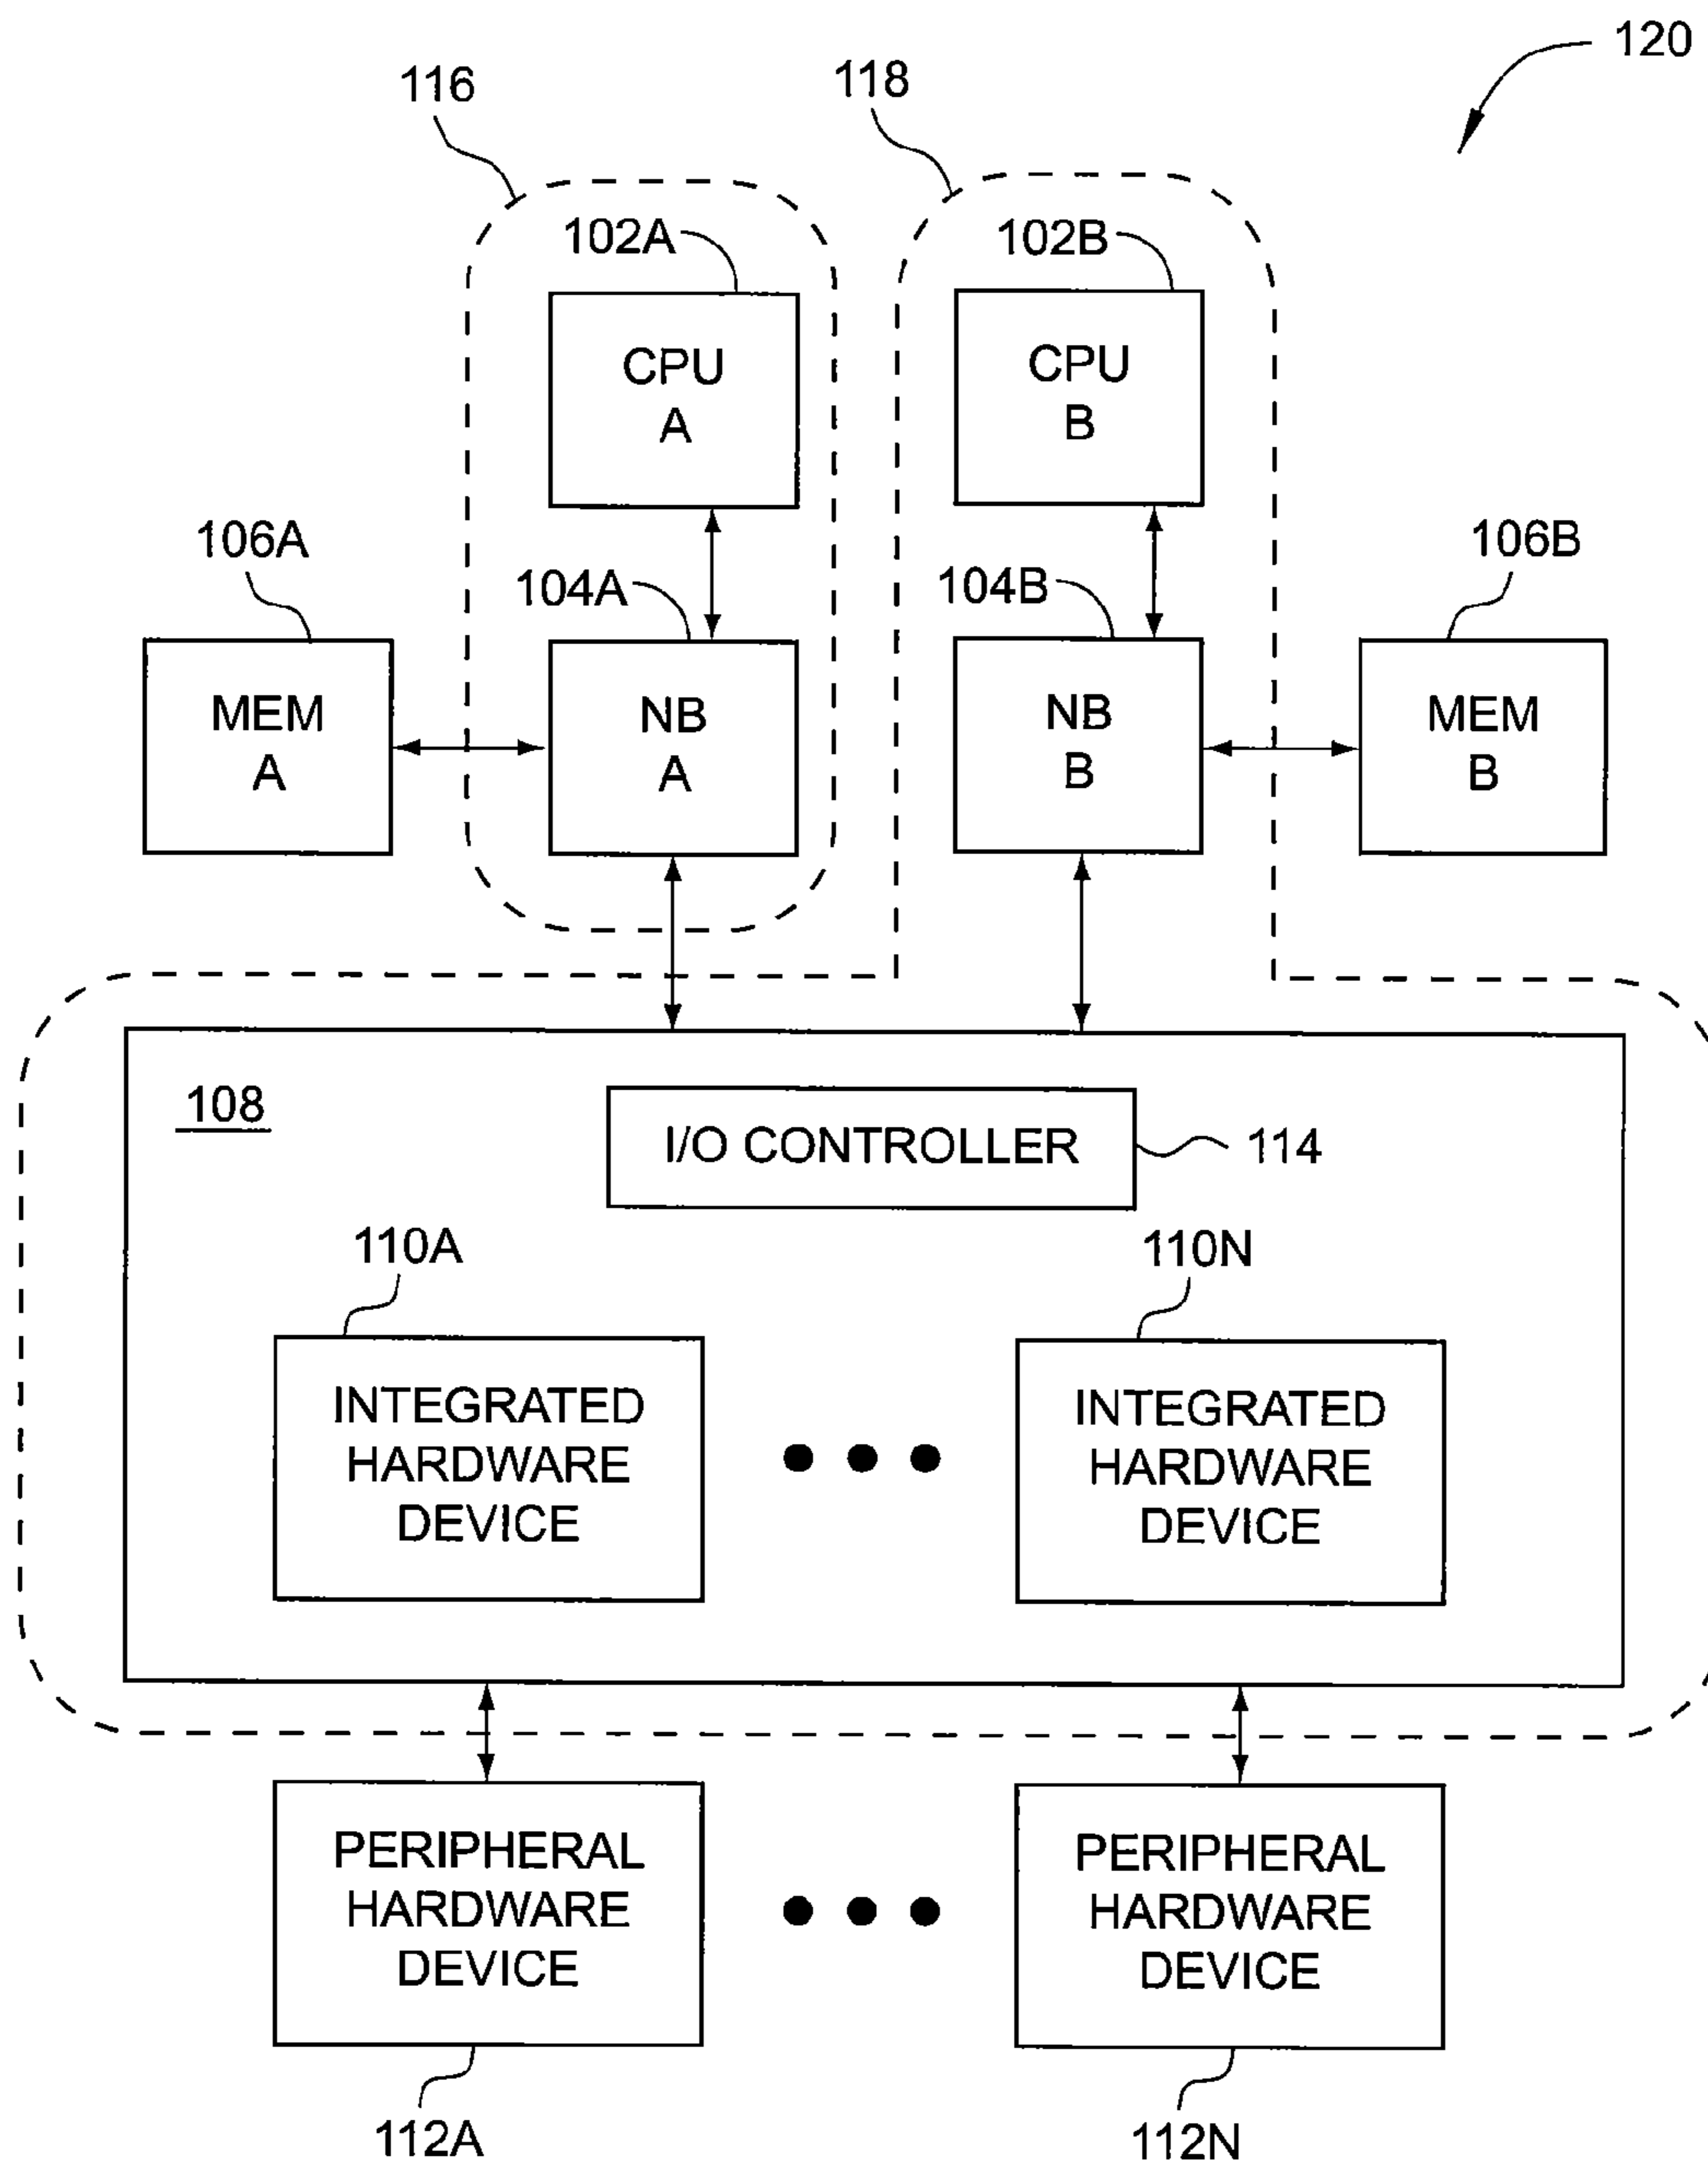 120
116
118
102A
102B
CPU
A
CPU
B
106A
104A
104B
106B
MEM
A
NB
A
NB
B
MEM
B
108
I/O CONTROLLER
114
110A
110N
INTEGRATED
HARDWARE
DEVICE
INTEGRATED
HARDWARE
DEVICE
PERIPHERAL
HARDWARE
DEVICE
PERIPHERAL
HARDWARE
DEVICE
112A
112N